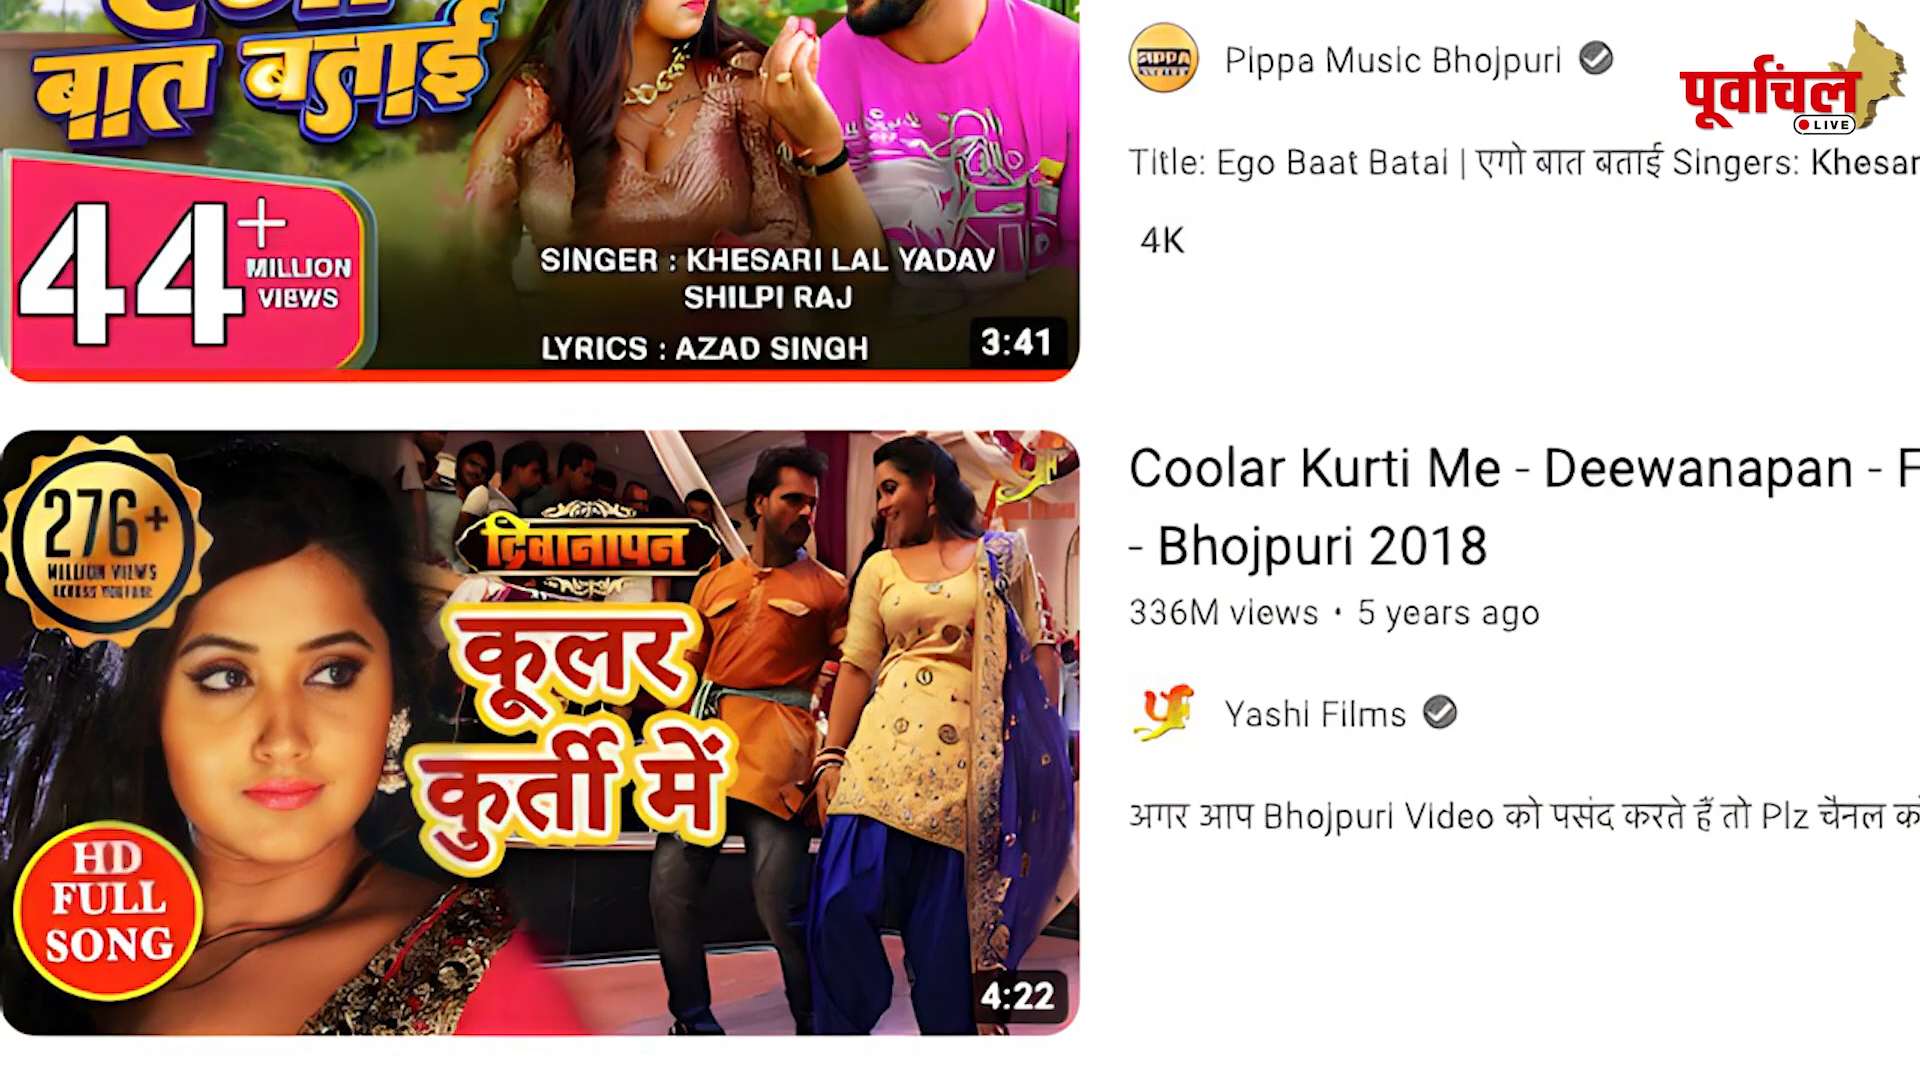 बात बताई
44+
MILLION
VIEWS
SINGER : KHESARI LAL YADAV
SHILPI RAJ
LYRICS : AZAD SINGH
3:41
PIPPA
Pippa Music Bhojpuri
पूर्वांचल
LIVE
Title: Ego Baat Batai | एगो बात बताई Singers: Khesar
4K
276+
MILLION VIEWS
दिवानापन
कूलर
कुर्ती में
HD
FULL
SONG
4:22
Coolar Kurti Me - Deewanapan - F
- Bhojpuri 2018
336M views • 5 years ago
Yashi Films
अगर आप Bhojpuri Video को पसंद करते हैं तो Plz चैनल को